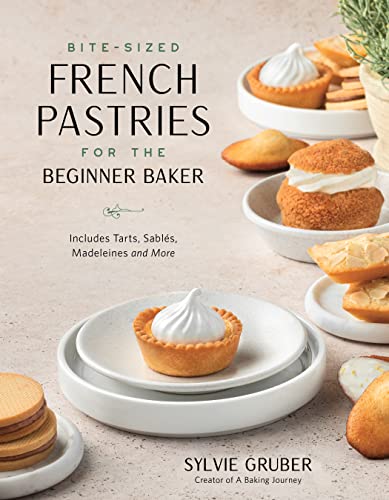 BITE-SIZED
FRENCH
PASTRIES
FOR THE
BEGINNER BAKER
Includes Tarts, Sablés,
Madeleines and More
SYLVIE GRUBER
Creator of A Baking Journey